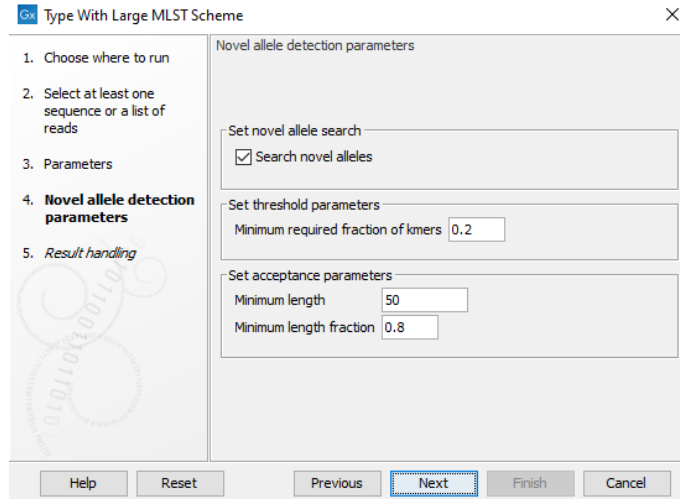 Gx Type With Large MLST Scheme
1. Choose where to run
2. Select at least one
sequence or a list of
reads
3. Parameters
4. Novel allele detection
parameters
5. Result handling
Novel allele detection parameters
Set novel allele search
Search novel alleles
Set threshold parameters
Minimum required fraction of kmers 0.2
Set acceptance parameters
Minimum length 50
Minimum length fraction 0.8
Help Reset Previous Next Finish Cancel